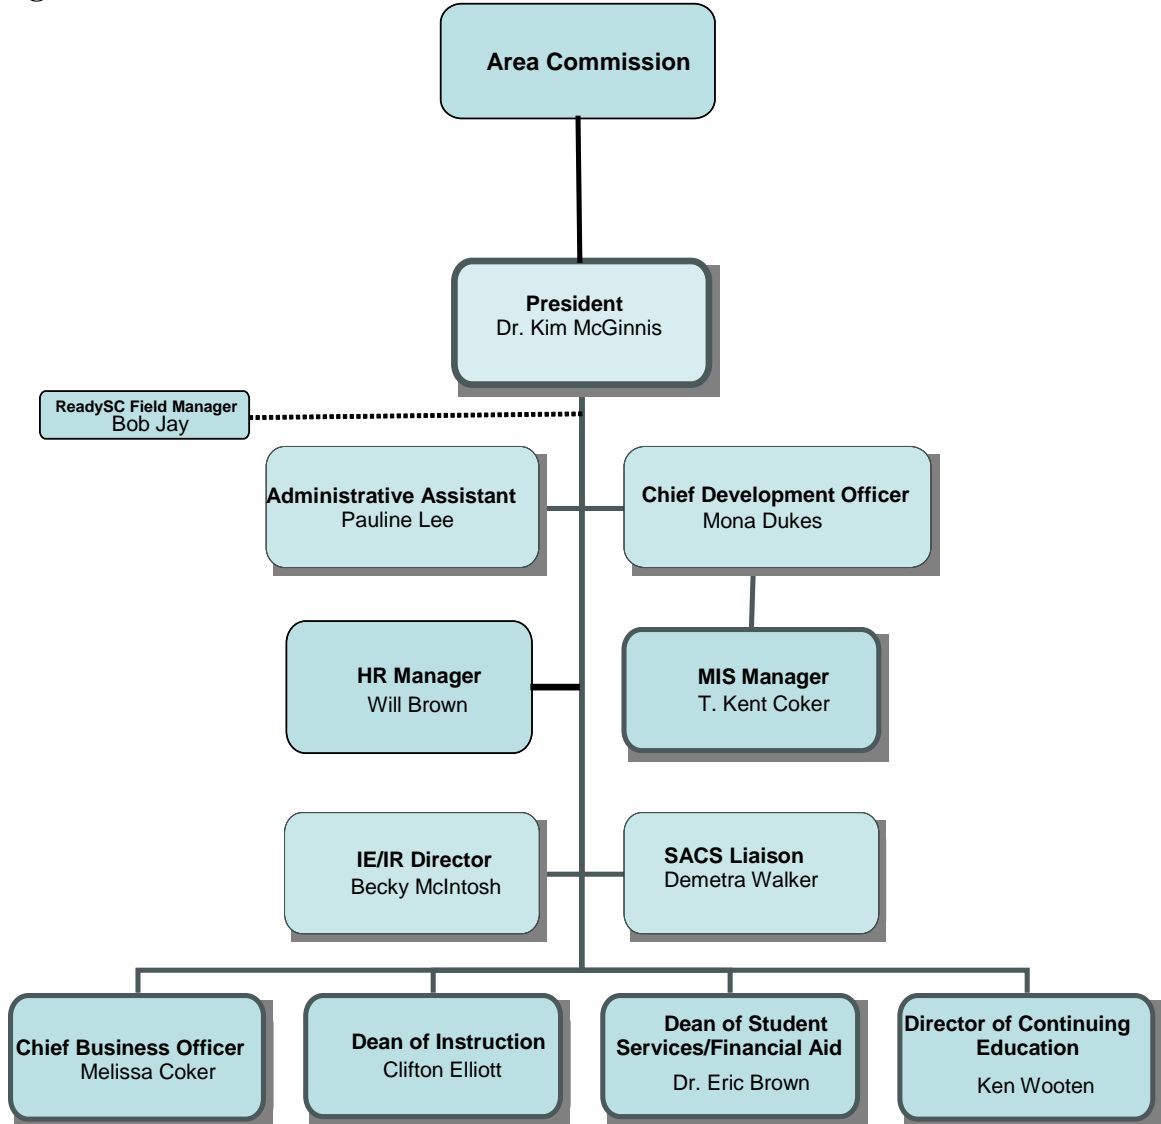 Area Commission
President
Dr. Kim McGinnis
ReadySC Field Manager
Bob Jay
Administrative Assistant
Pauline Lee
Chief Development Officer
Mona Dukes
HR Manager
Will Brown
MIS Manager
T. Kent Coker
IE/IR Director
Becky McIntosh
SACS Liaison
Demetra Walker
Chief Business Officer
Melissa Coker
Dean of Instruction
Clifton Elliott
Dean of Student
Services/Financial Aid
Dr. Eric Brown
Director of Continuing
Education
Ken Wooten